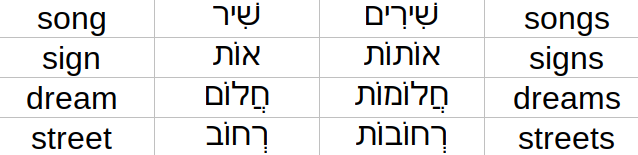 song שִׁיר שִׁירִים songs
sign אוֹת אוֹתוֹת signs
dream חֲלוֹם חֲלוֹמוֹת dreams
street רְחוֹב רְחוֹבוֹת streets